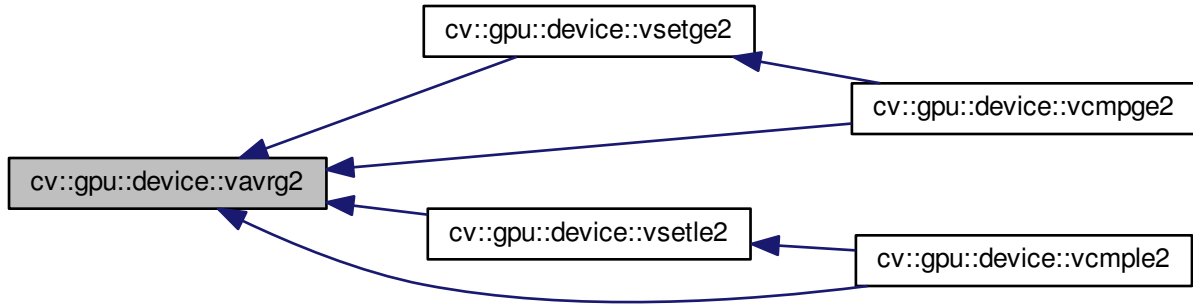 cv::gpu::device::vsetge2
cv::gpu::device::vcmpge2
cv::gpu::device::vavrg2
cv::gpu::device::vsetle2
cv::gpu::device::vcmple2